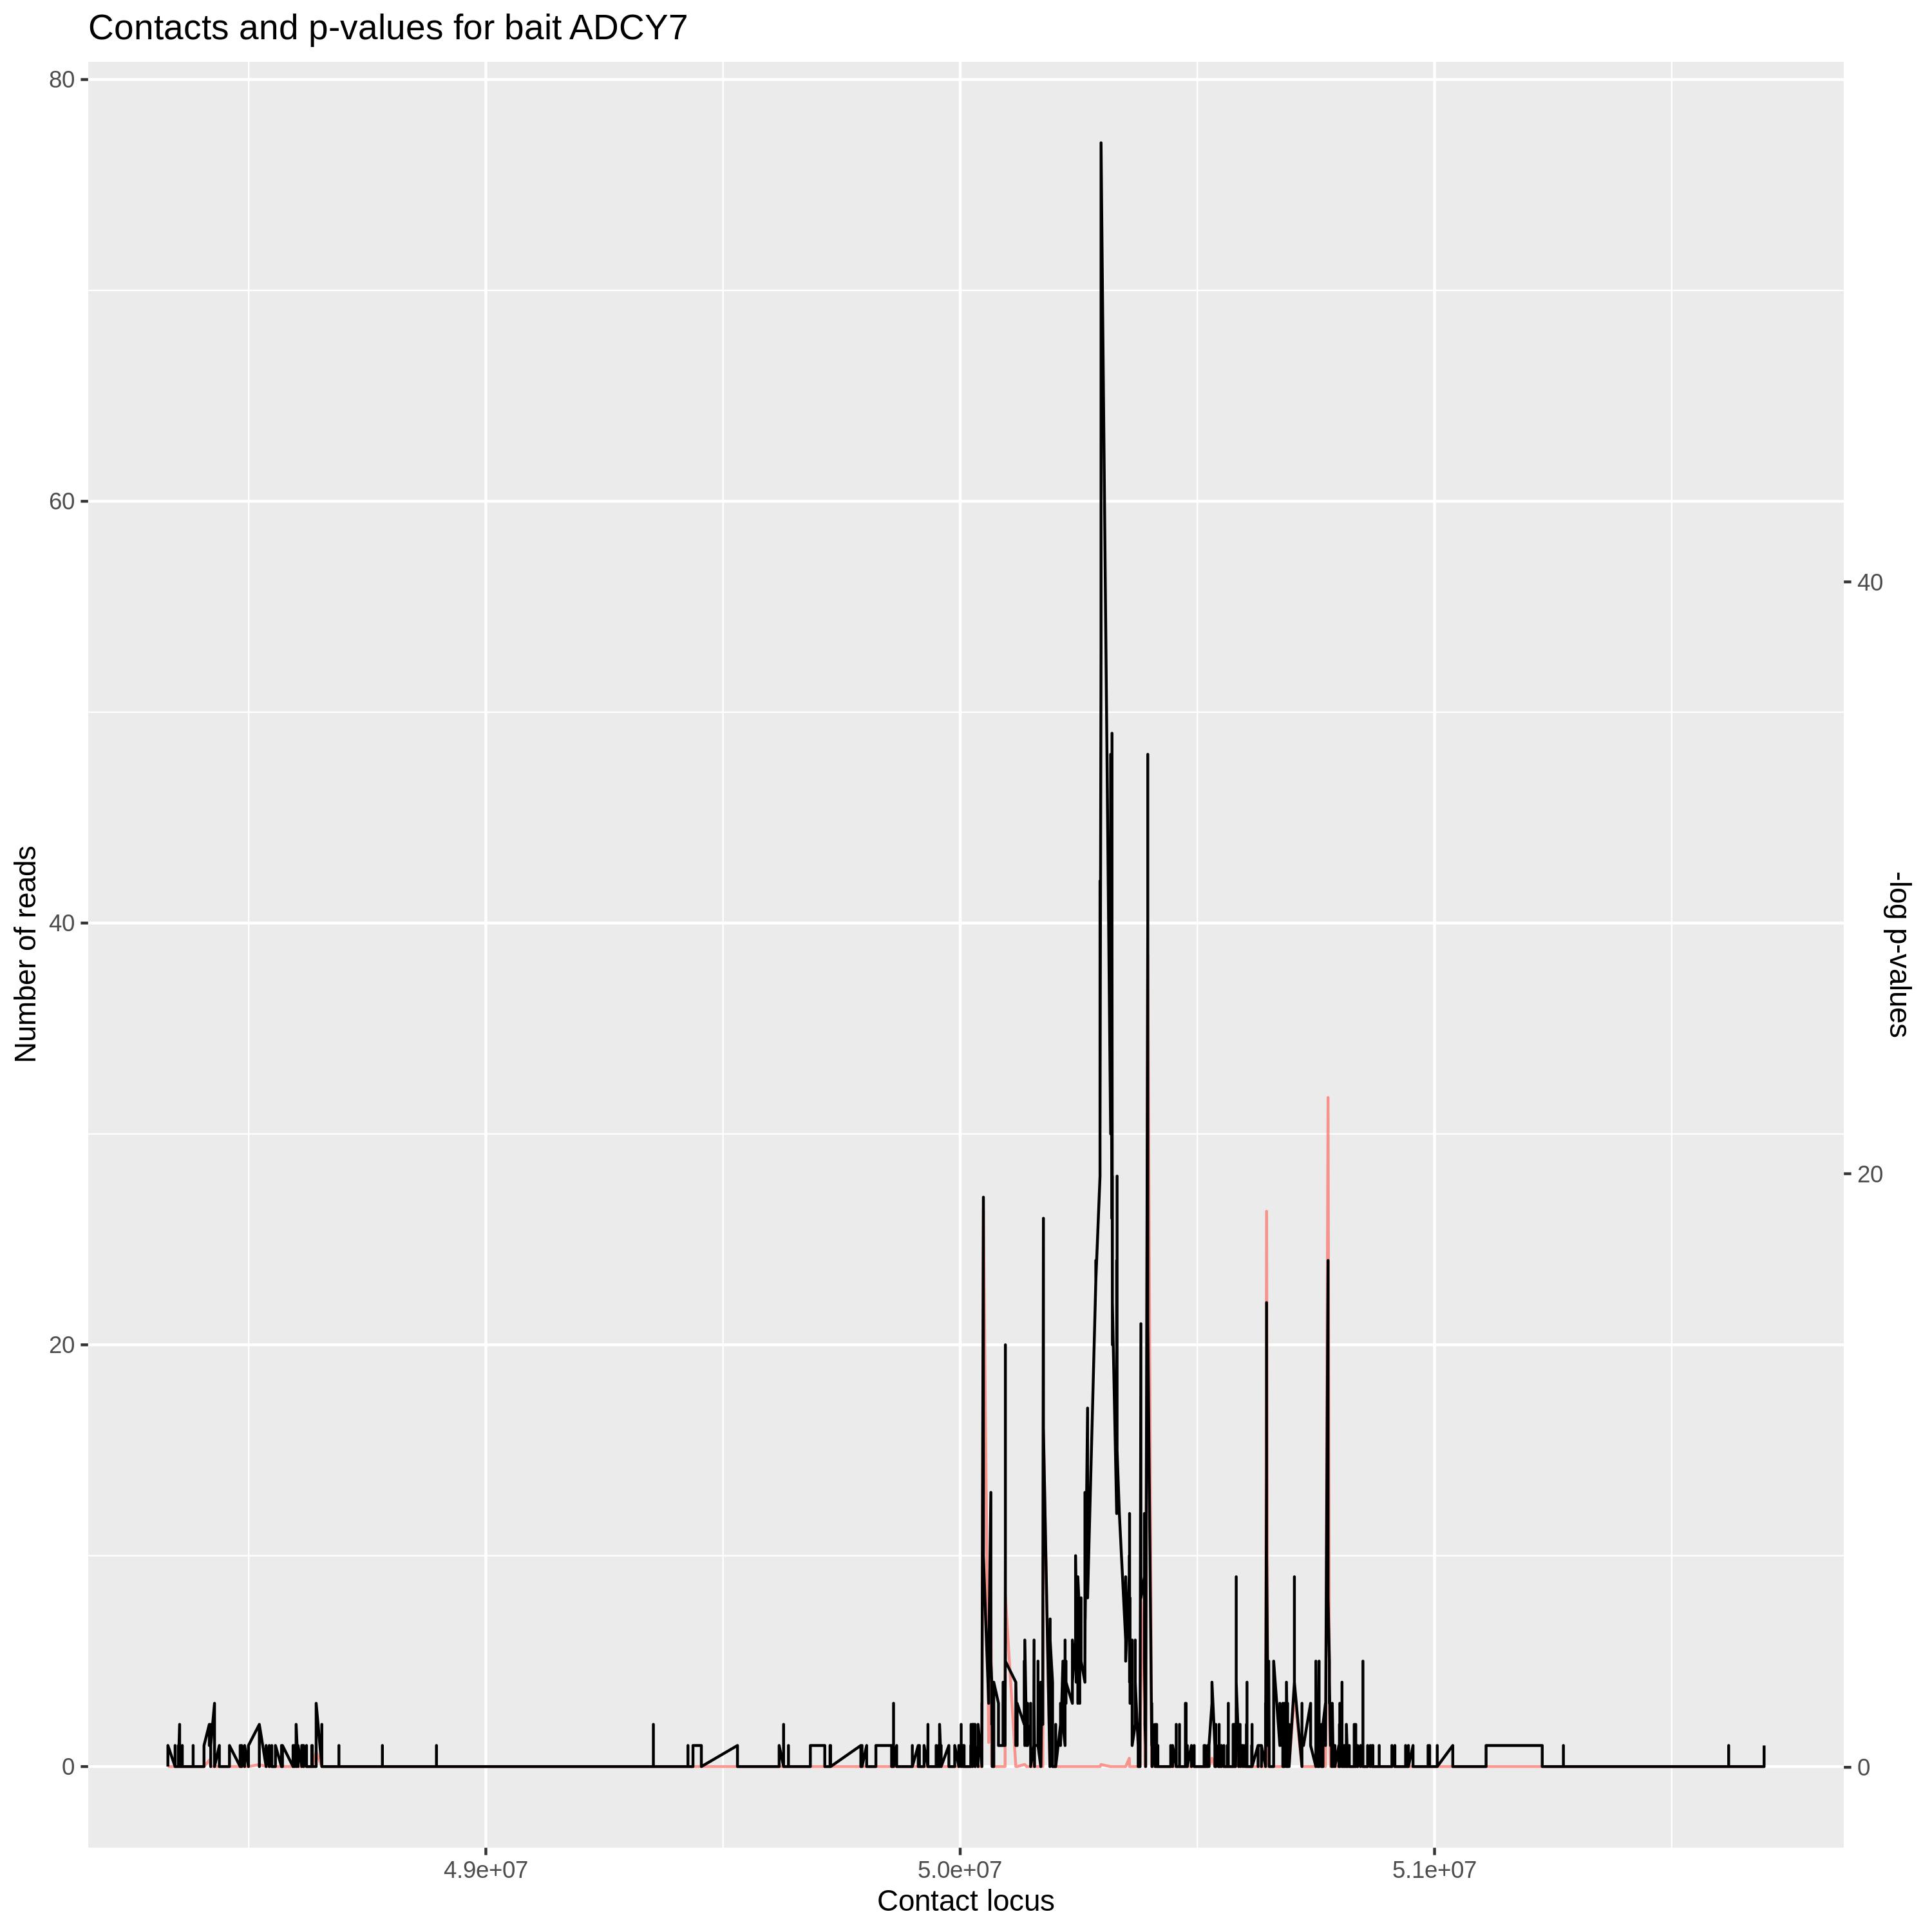 Contacts and p-values for bait ADCY7
80
60
40
20
0
Number of reads
40
20
0
-log p-values
4.9e+07
5.0e+07
5.1e+07
Contact locus